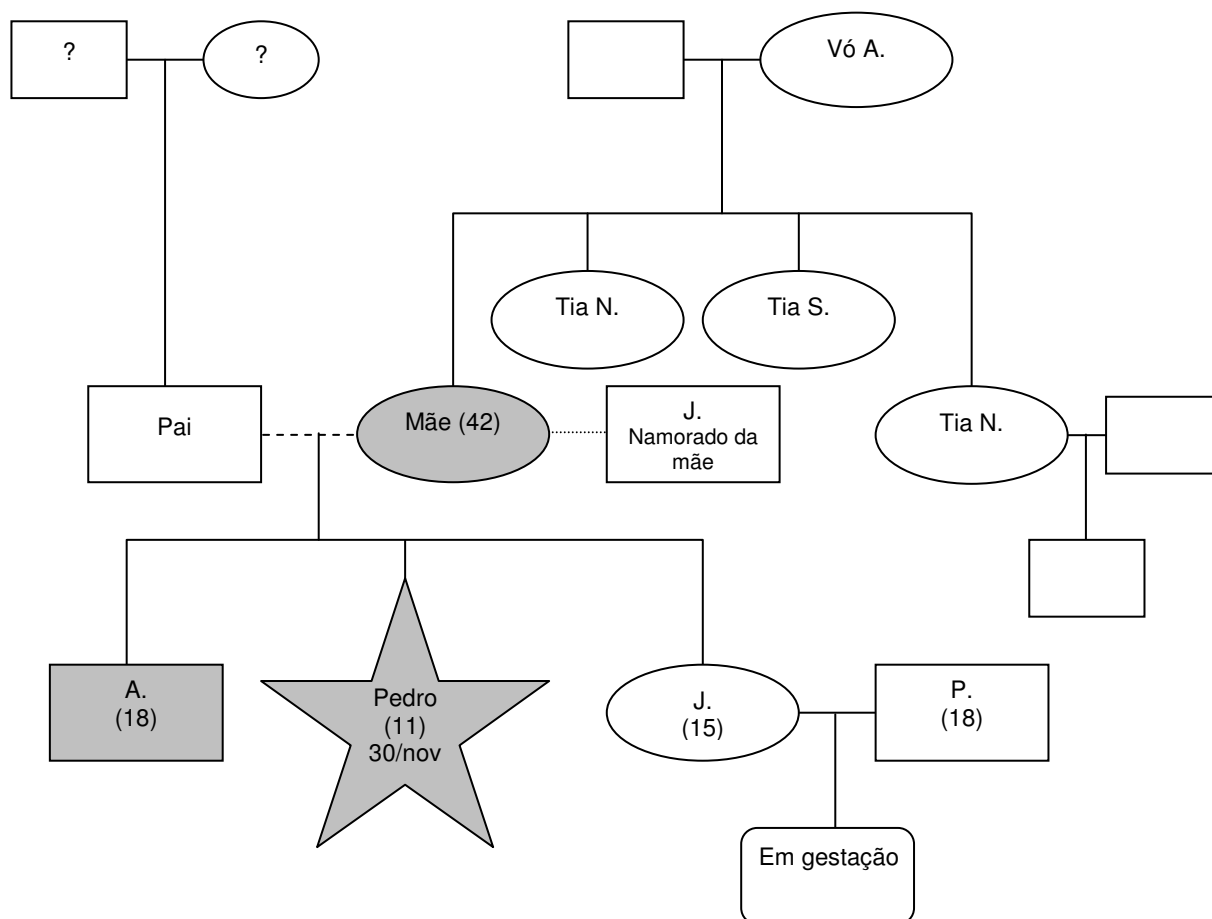 ?
?
Vó A.
Tia N.
Tia S.
Pai
Mãe (42)
J.
Namorado da
mãe
Tia N.
A.
(18)
Pedro
(11)
30/nov
J.
(15)
P.
(18)
Em gestação